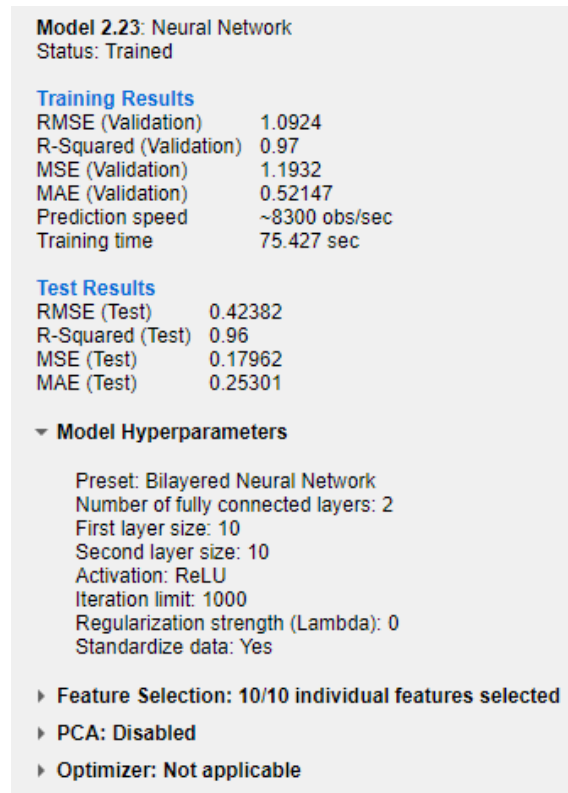 Model 2.23: Neural Network
Status: Trained
Training Results
RMSE (Validation) 1.0924
R-Squared (Validation) 0.97
MSE (Validation) 1.1932
MAE (Validation) 0.52147
Prediction speed ~8300 obs/sec
Training time 75.427 sec
Test Results
RMSE (Test) 0.42382
R-Squared (Test) 0.96
MSE (Test) 0.17962
MAE (Test) 0.25301
Model Hyperparameters
Preset: Bilayered Neural Network
Number of fully connected layers: 2
First layer size: 10
Second layer size: 10
Activation: ReLU
Iteration limit: 1000
Regularization strength (Lambda): 0
Standardize data: Yes
Feature Selection: 10/10 individual features selected
PCA: Disabled
Optimizer: Not applicable